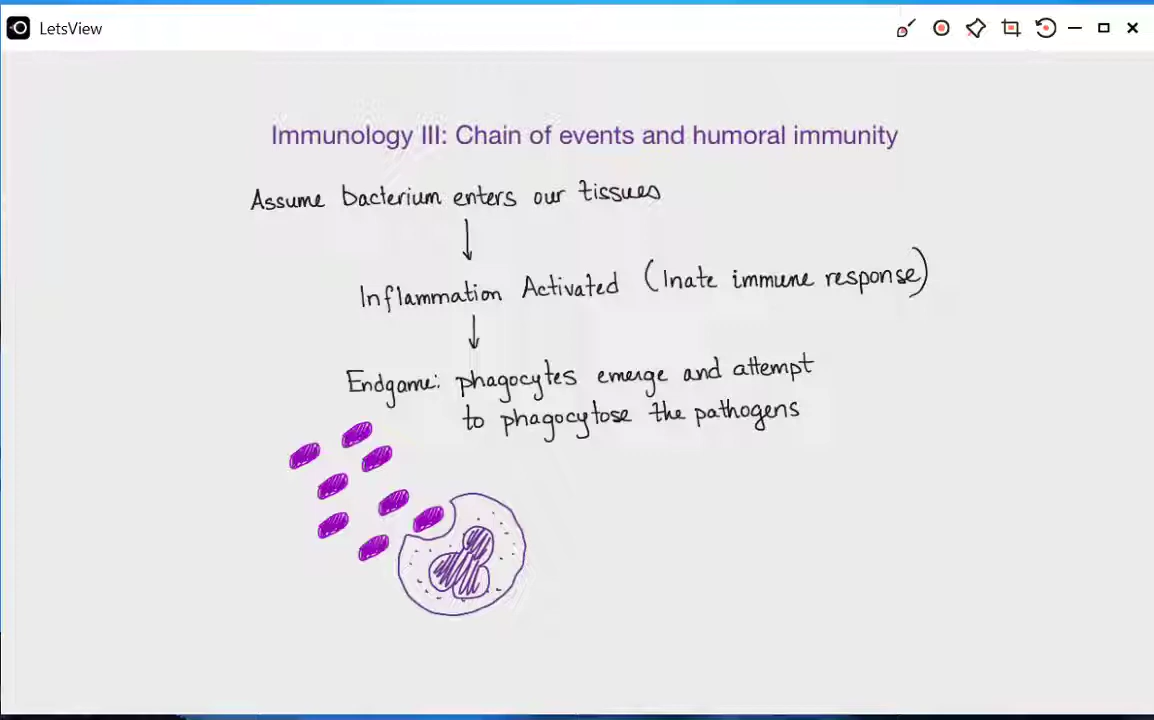 LetsView
Immunology III: Chain of events and humoral immunity
Assume bacterium enters our tissues
Inflammation Activated (Inate immune response)
Endgame: phagocytes emerge and attempt
to phagocytose the pathogens